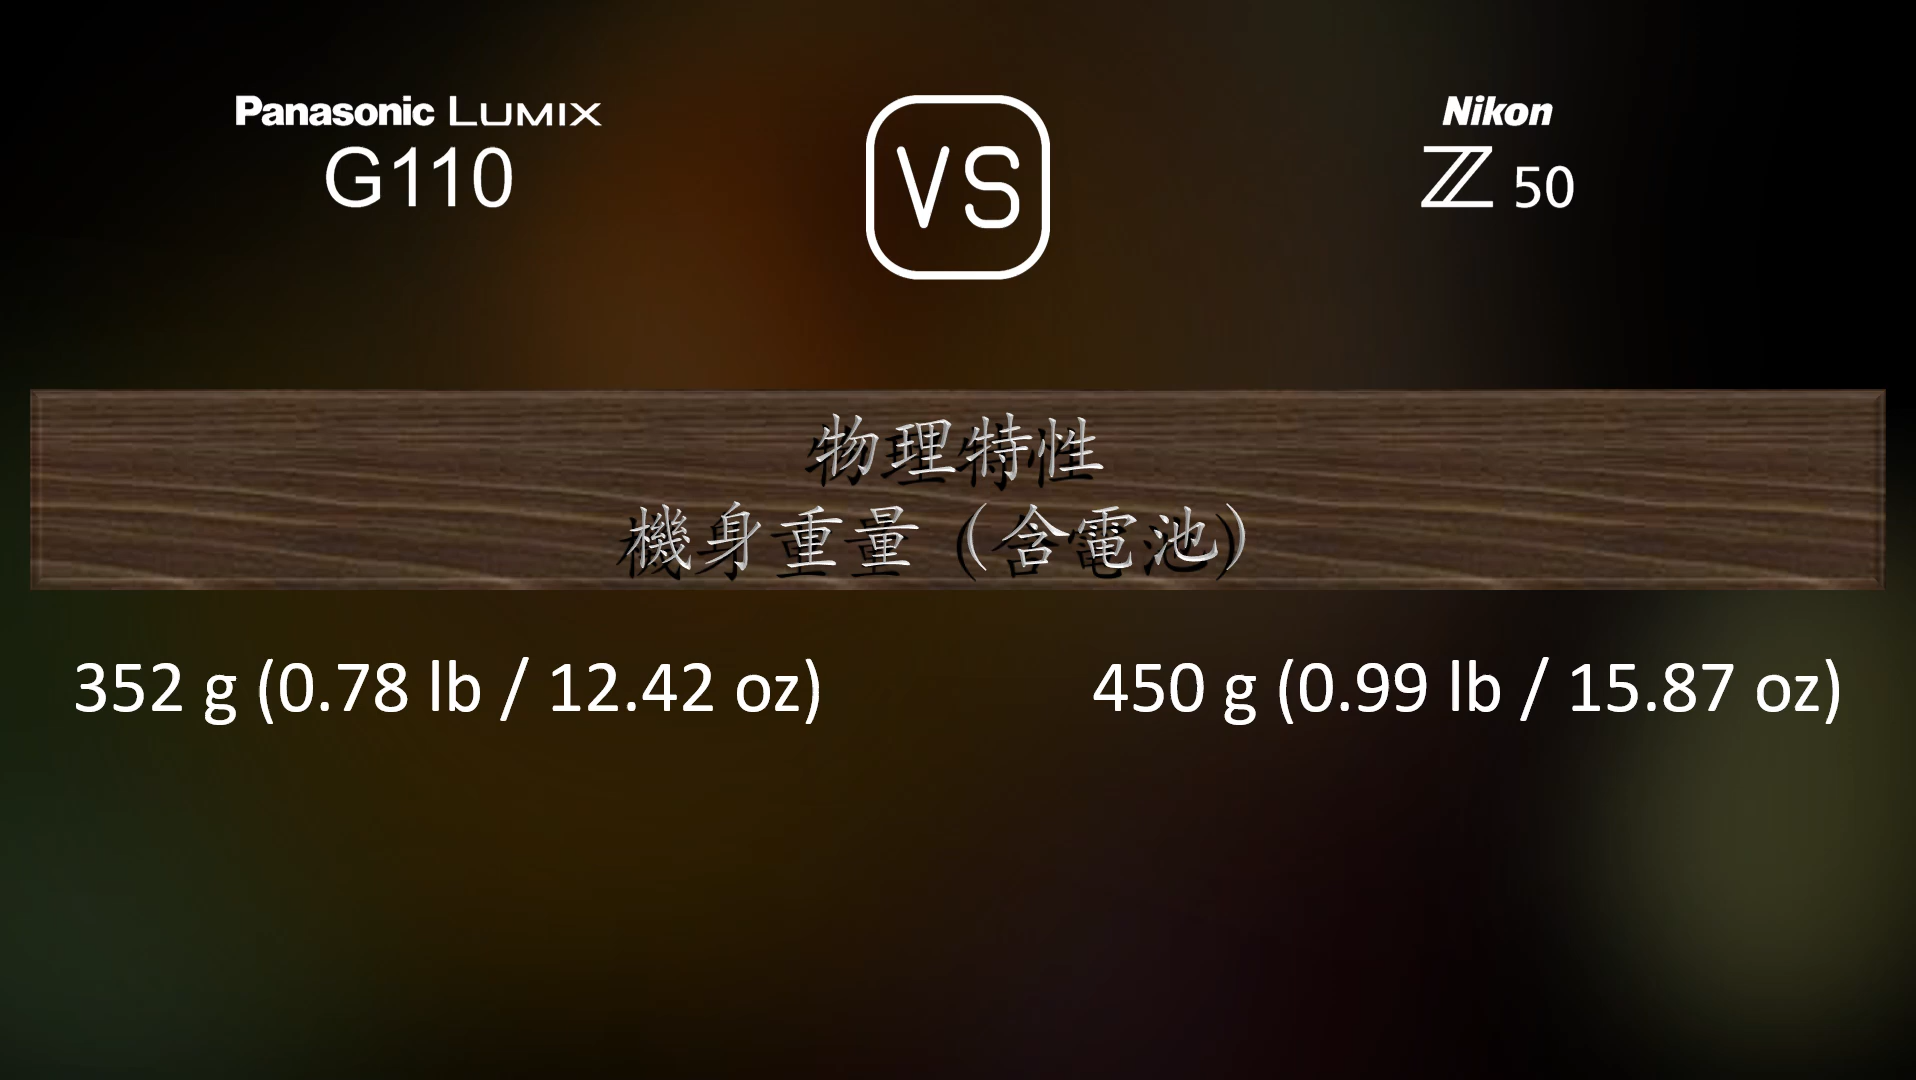 Panasonic LUMIX
G110
VS
Nikon
Z 50
物理特性
機身重量（含電池）
352 g (0.78 lb / 12.42 oz)
450 g (0.99 lb / 15.87 oz)